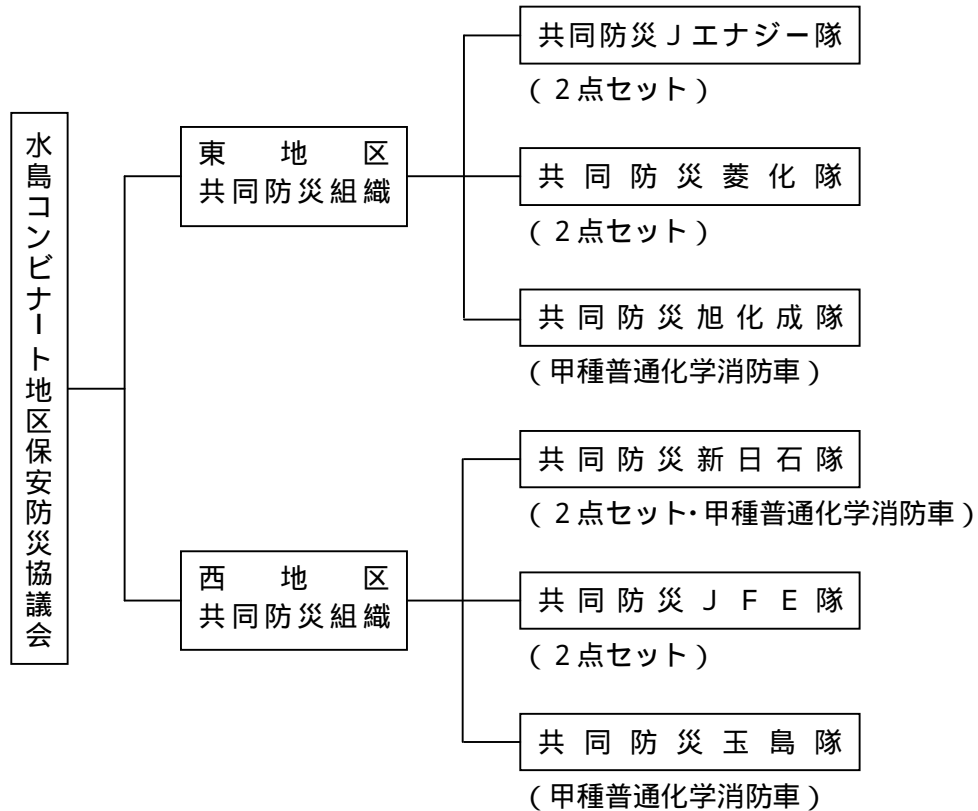 水島コンビナート地区保安防災協議会
東地区
共同防災組織
共同防災Jエナジー隊
(2点セット)
共同防災菱化隊
(2点セット)
共同防災旭化成隊
(甲種普通化学消防車)
西地区
共同防災組織
共同防災新日石隊
(2点セット・甲種普通化学消防車)
共同防災JFE隊
(2点セット)
共同防災玉島隊
(甲種普通化学消防車)